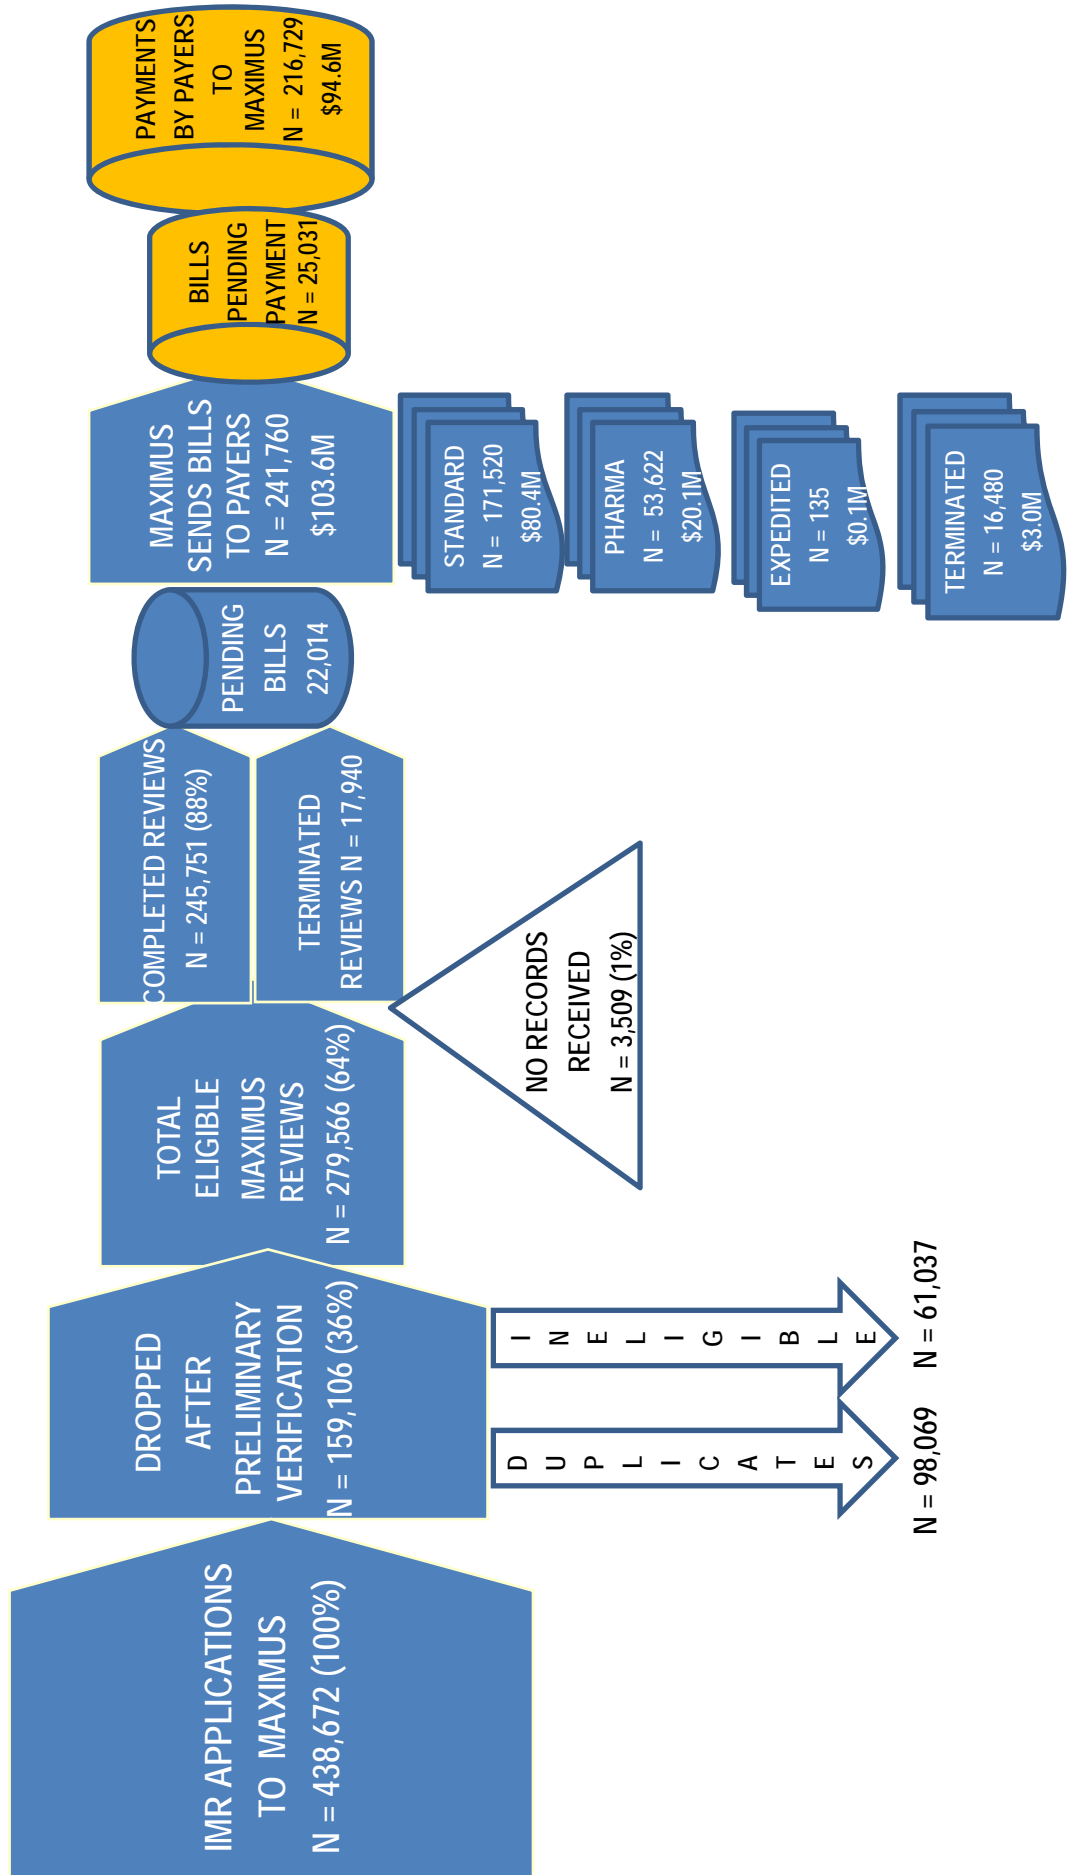 IMR APPLICATIONS
TO MAXIMUS
N = 438,672 (100%)
DROPPED
AFTER
PRELIMINARY
VERIFICATION
N = 159,106 (36%)
DUPLICATES
N = 98,069
INELIGIBLE
N = 61,037
TOTAL
ELIGIBLE
MAXIMUS
REVIEWS
N = 279,566 (64%)
NO RECORDS
RECEIVED
N = 3,509 (1%)
COMPLETED REVIEWS
N = 245,751 (88%)
TERMINATED
REVIEWS N = 17,940
PENDING
BILLS
22,014
MAXIMUS
SENDS BILLS
TO PAYERS
N = 241,760
$103.6M
STANDARD
N = 171,520
$80.4M
PHARMA
N = 53,622
$20.1M
EXPEDITED
N = 135
$0.1M
TERMINATED
N = 16,480
$3.0M
BILLS
PENDING
PAYMENT
N = 25,031
PAYMENTS
BY PAYERS
TO
MAXIMUS
N = 216,729
$94.6M